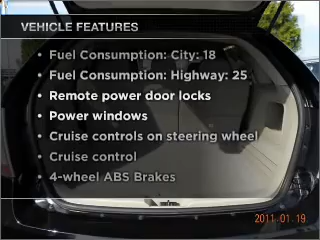 VEHICLE FEATURES
• Fuel Consumption: City: 18
• Fuel Consumption: Highway: 25
• Remote power door locks
• Power windows
• Cruise controls on steering wheel
• Cruise control
• 4-wheel ABS Brakes
2011.01.19